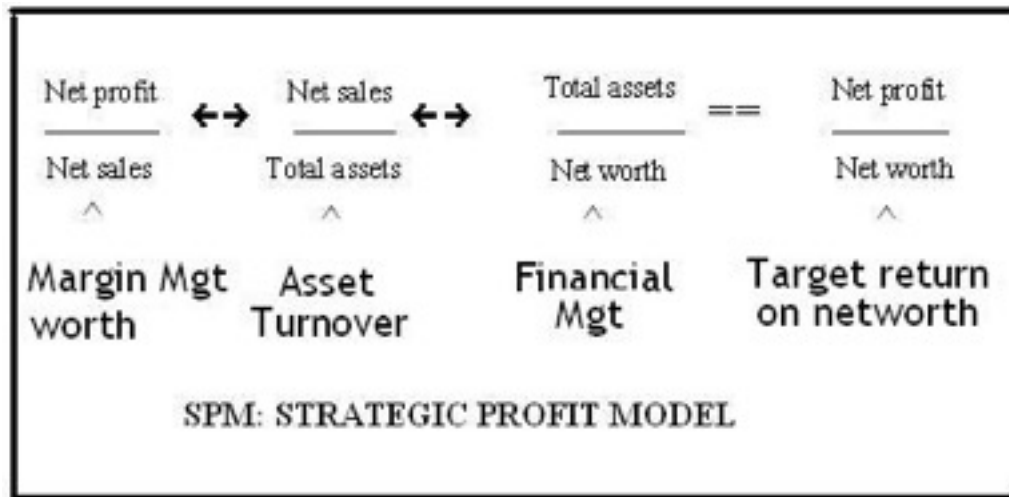 Net profit ↔ Net sales ↔ Total assets == Net profit
Net sales Total assets Net worth Net worth
^ ^ ^ ^
Margin Mgt Asset Financial Target return
worth Turnover Mgt on networth
SPM: STRATEGIC PROFIT MODEL